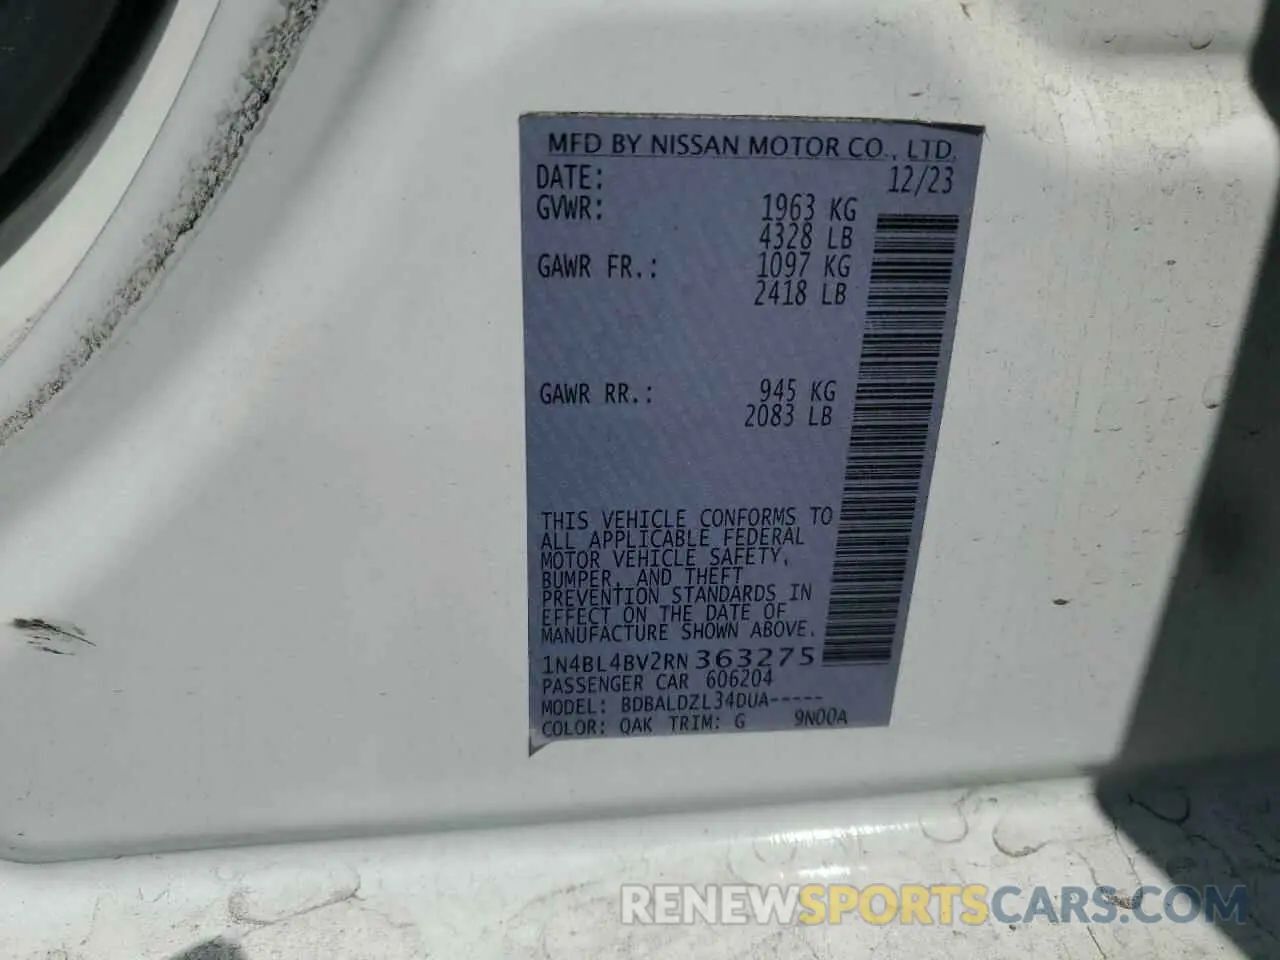 MFD BY NISSAN MOTOR CO., LTD.
DATE: 12/23
GVWR: 1963 KG
4328 LB
GAWR FR.: 1097 KG
2418 LB
GAWR RR.: 945 KG
2083 LB
THIS VEHICLE CONFORMS TO
ALL APPLICABLE FEDERAL
MOTOR VEHICLE SAFETY,
BUMPER, AND THEFT
PREVENTION STANDARDS IN
EFFECT ON THE DATE OF
MANUFACTURE SHOWN ABOVE.
1N4BL4BV2RN363275
PASSENGER CAR 606204
MODEL: BDBALDZL34DUA-----
COLOR: QAK TRIM: G 9N00A
RENEWSPORTSCARS.COM